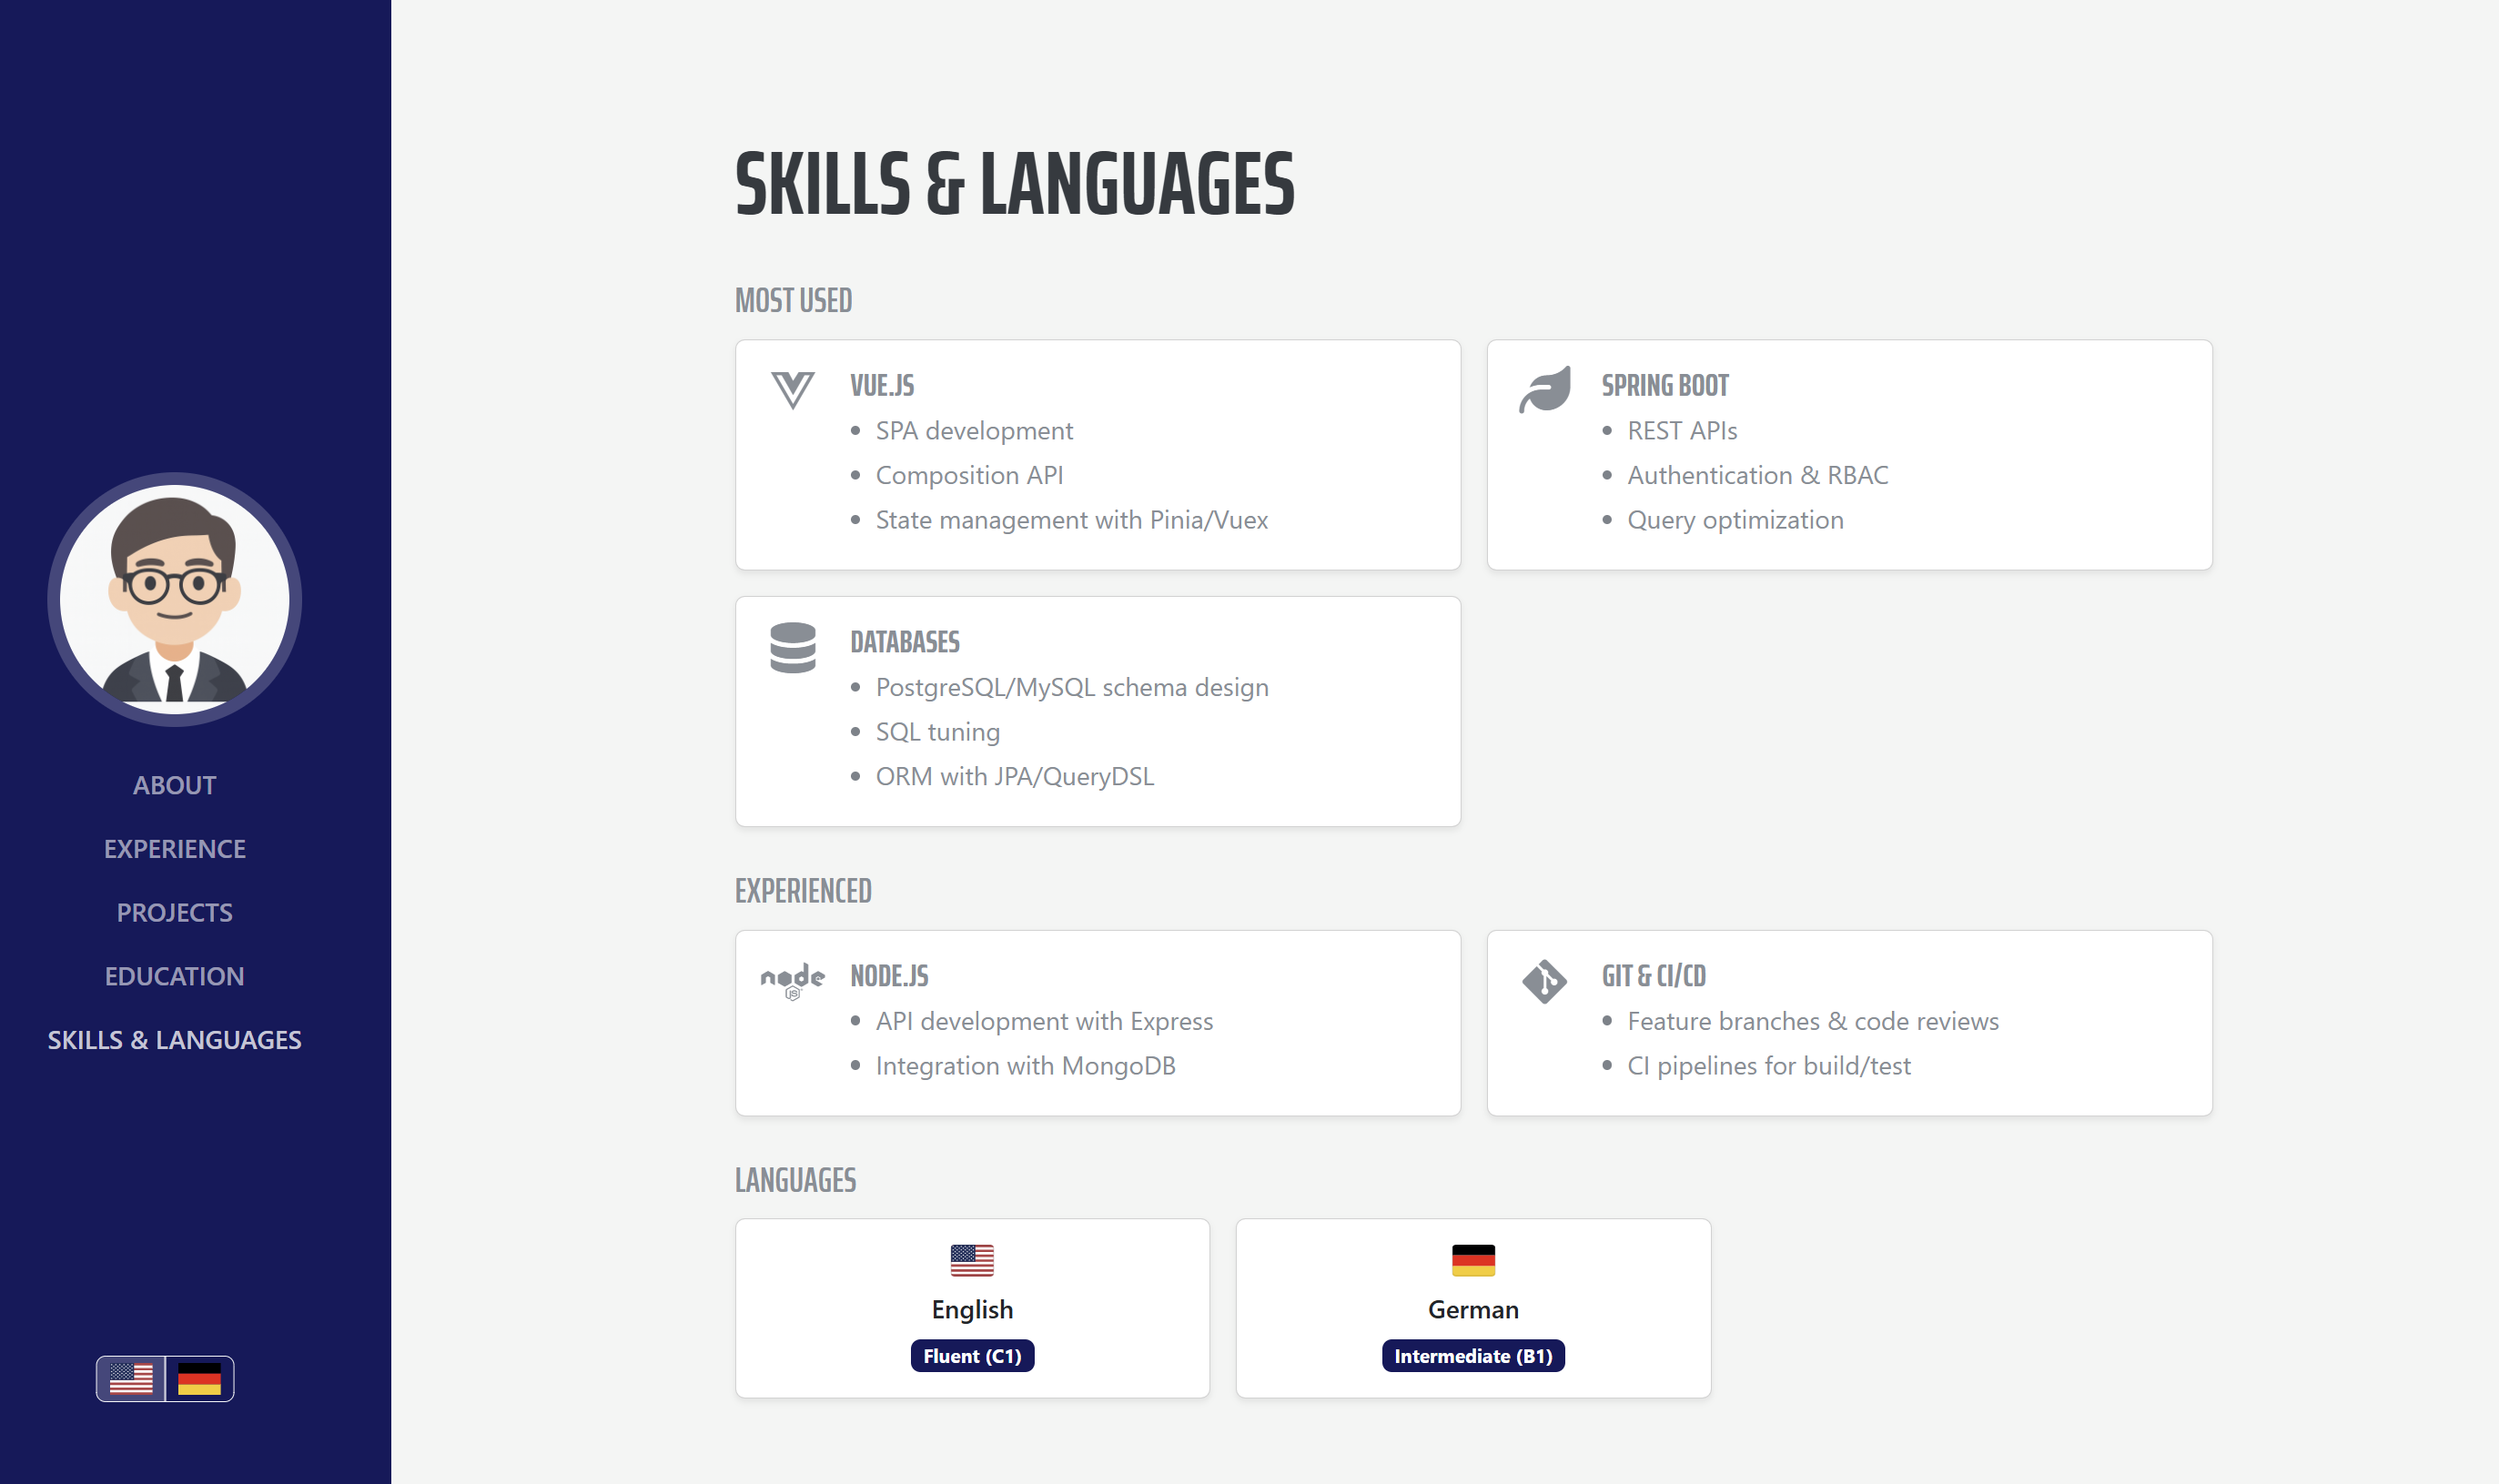 ABOUT
EXPERIENCE
PROJECTS
EDUCATION
SKILLS & LANGUAGES
SKILLS & LANGUAGES
MOST USED
VUE.JS
SPA development
Composition API
State management with Pinia/Vuex
SPRING BOOT
REST APIs
Authentication & RBAC
Query optimization
DATABASES
PostgreSQL/MySQL schema design
SQL tuning
ORM with JPA/QueryDSL
EXPERIENCED
node
JS
NODE.JS
API development with Express
Integration with MongoDB
GIT & CI/CD
Feature branches & code reviews
CI pipelines for build/test
LANGUAGES
English
Fluent (C1)
German
Intermediate (B1)